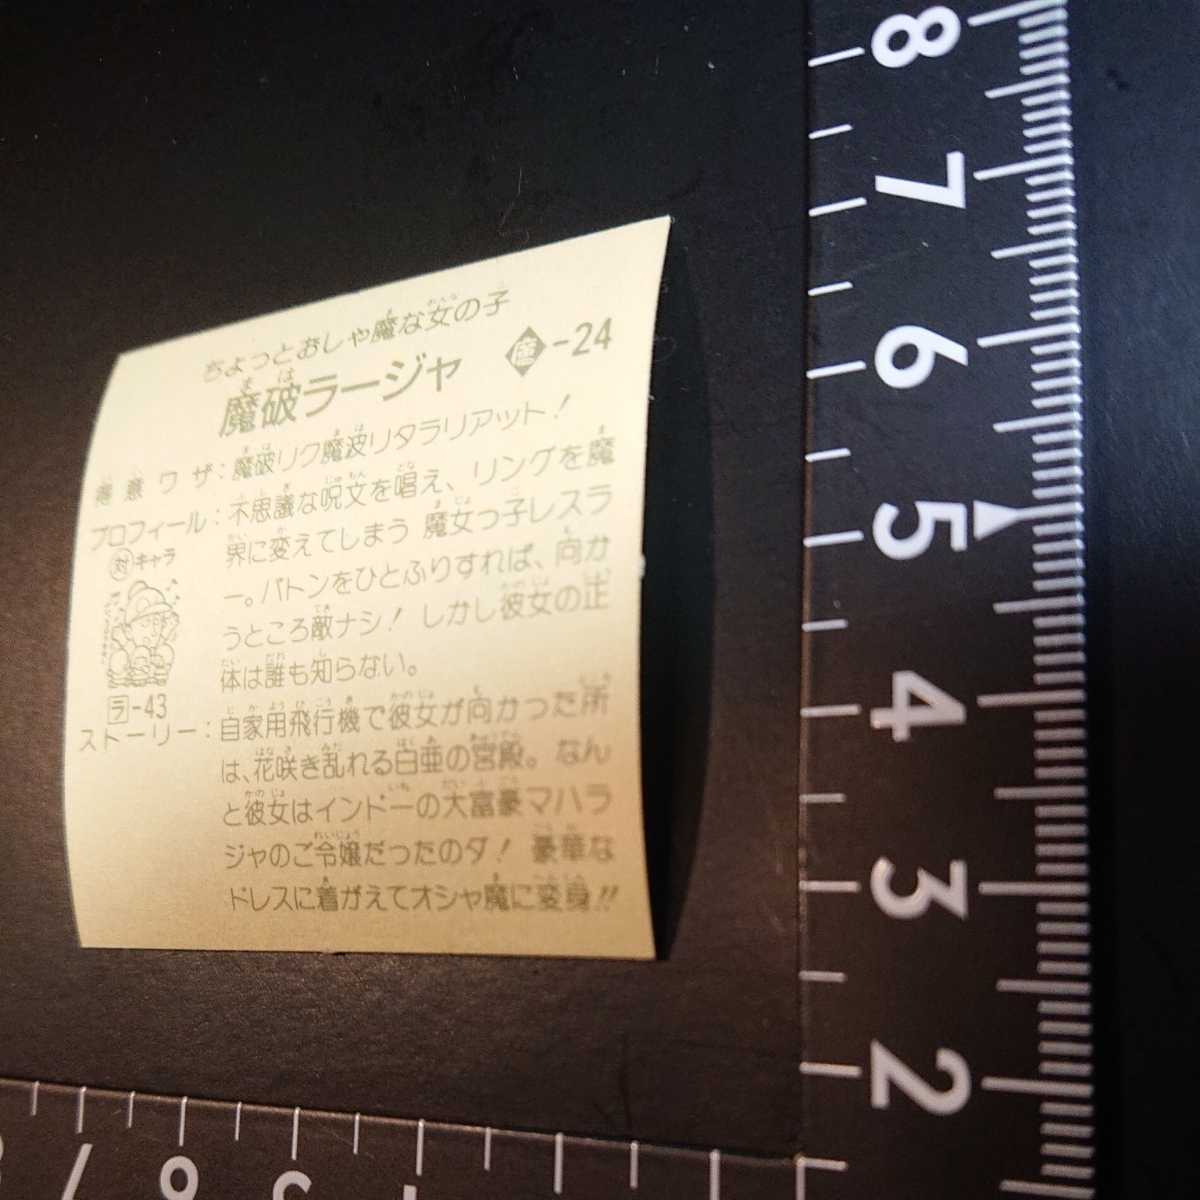 ちょっとおしゃ魔な女の子
魔破ラージャ 魔-24
得意ワザ:魔破リク魔波リタラリアット!
プロフィール:不思議な呪文を唱え、リングを魔
界に変えてしまう 魔女っ子レスラ
ー。バトンをひとふりすれば、向か
うところ敵ナシ! しかし彼女の正
体は誰も知らない。
対キャラ
ラ-43
ストーリー:自家用飛行機で彼女が向かった所
は、花咲き乱れる白亜の宮殿。なん
と彼女はインド一の大富豪マハラ
ジャのご令嬢だったのダ! 豪華な
ドレスに着がえてオシャ魔に変身!!
8
7
6
5
4
3
2